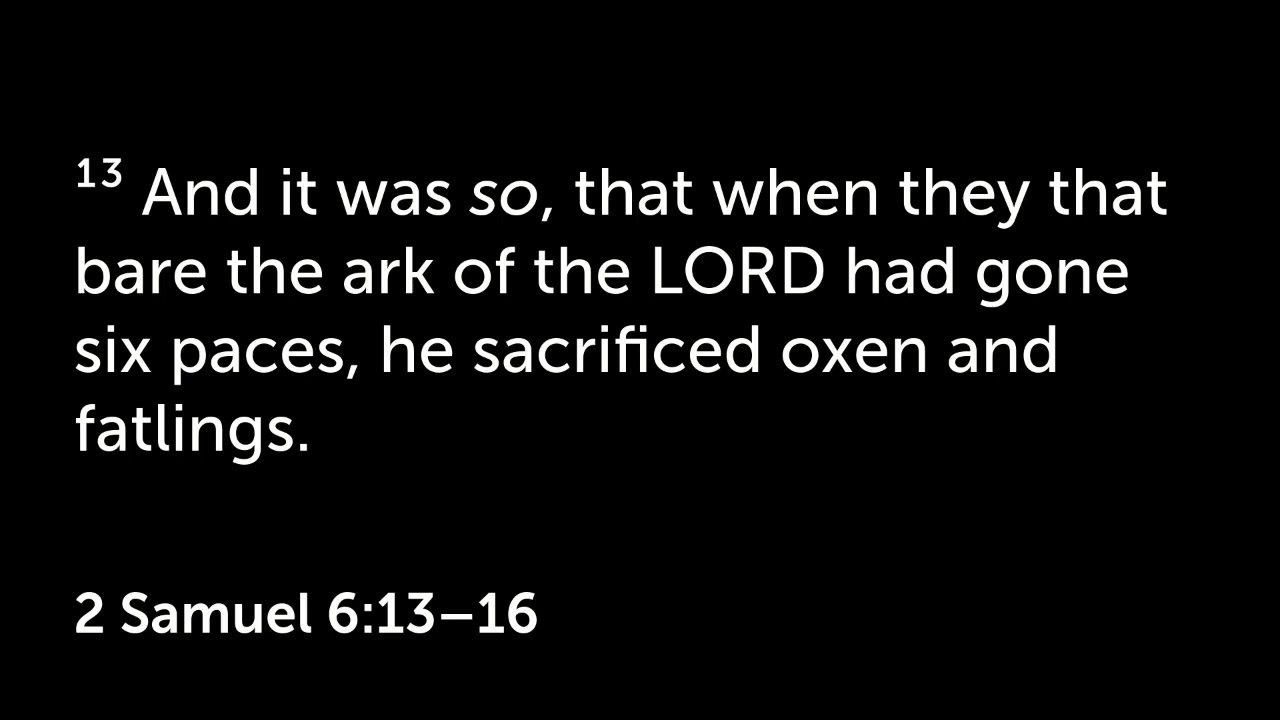 13 And it was so, that when they that
bare the ark of the LORD had gone
six paces, he sacrificed oxen and
fatlings.
2 Samuel 6:13–16